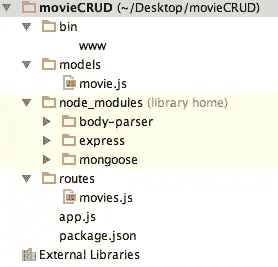 movieCRUD (~/Desktop/movieCRUD)
bin
www
models
movie.js
node_modules (library home)
body-parser
express
mongoose
routes
movies.js
app.js
package.json
External Libraries